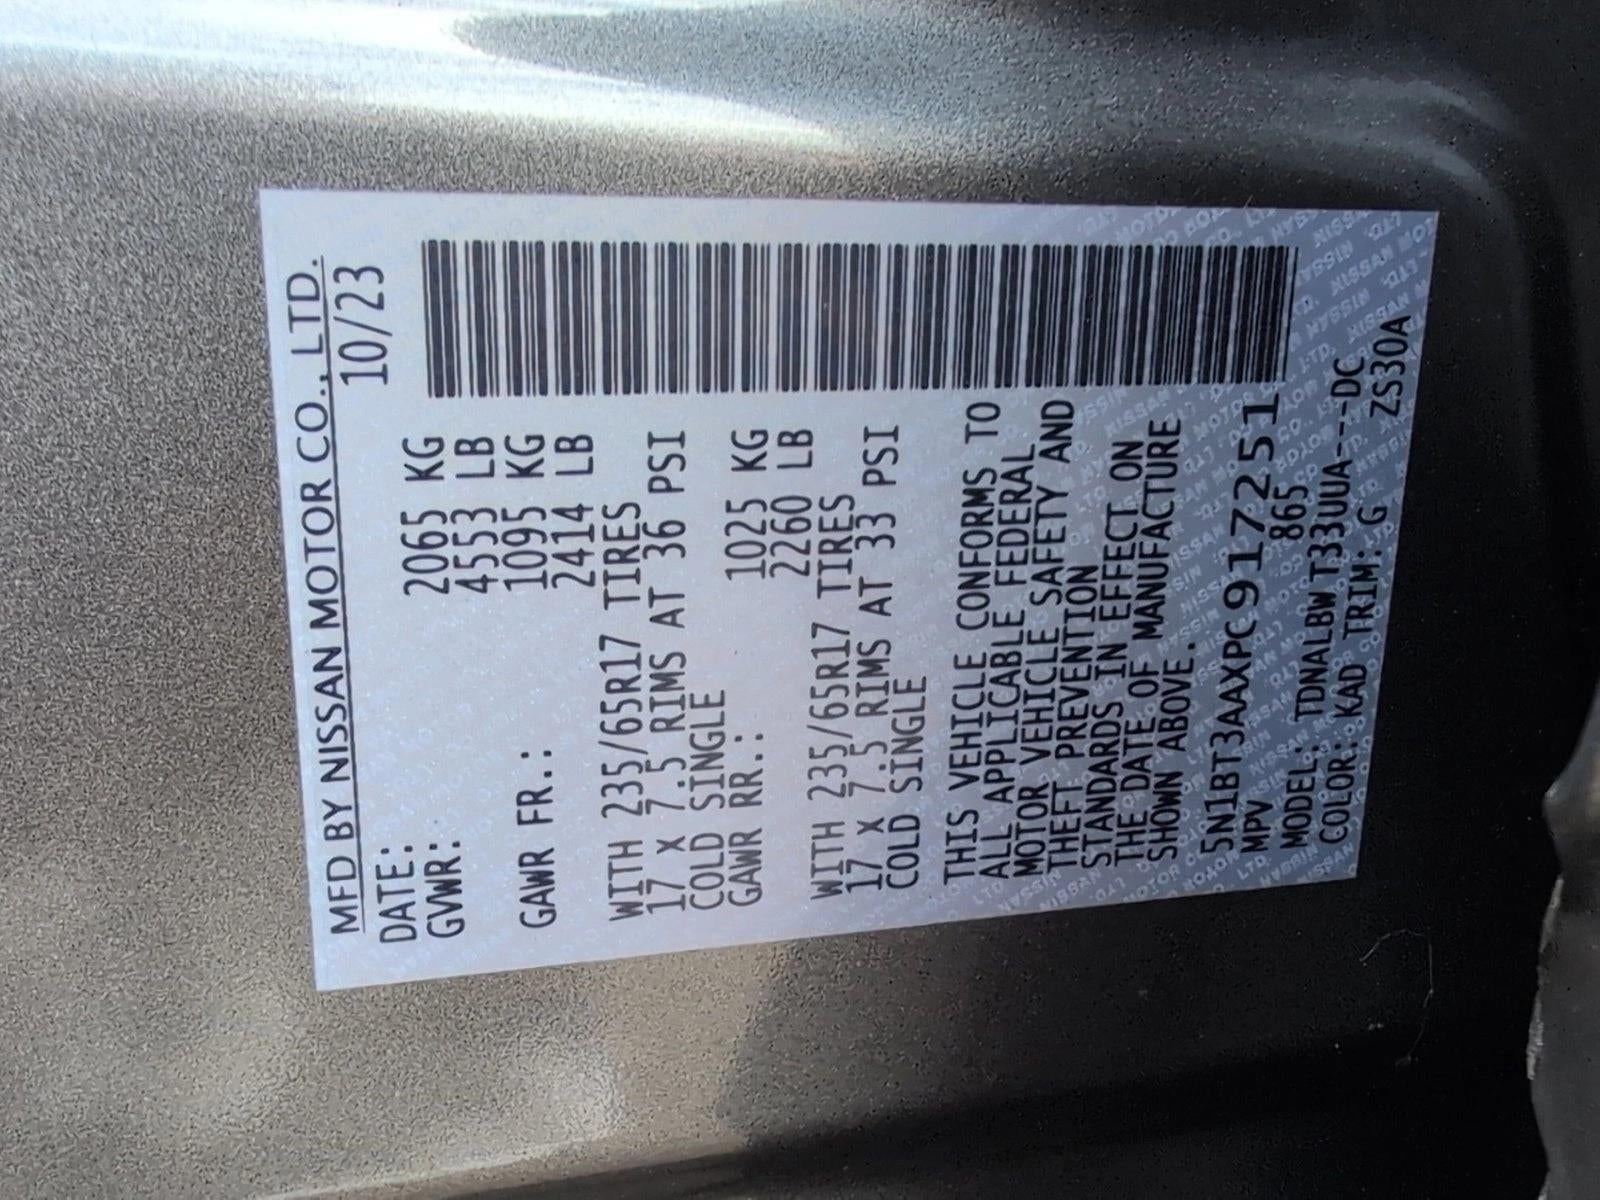 MFD BY NISSAN MOTOR CO., LTD.
DATE: 10/23
GVWR: 2065 KG
4553 LB
GAWR FR.: 1095 KG
2414 LB
WITH 235/65R17 TIRES
17 X 7.5 RIMS AT 36 PSI
COLD SINGLE
GAWR RR.: 1025 KG
2260 LB
WITH 235/65R17 TIRES
17 X 7.5 RIMS AT 33 PSI
COLD SINGLE
THIS VEHICLE CONFORMS TO
ALL APPLICABLE FEDERAL
MOTOR VEHICLE SAFETY AND
THEFT PREVENTION
STANDARDS IN EFFECT ON
THE DATE OF MANUFACTURE
SHOWN ABOVE.
5N1BT3AAXPC917251
MPV 865
MODEL: TDNALBW T33UUA---DC
COLOR: KAD TRIM: G ZS30A